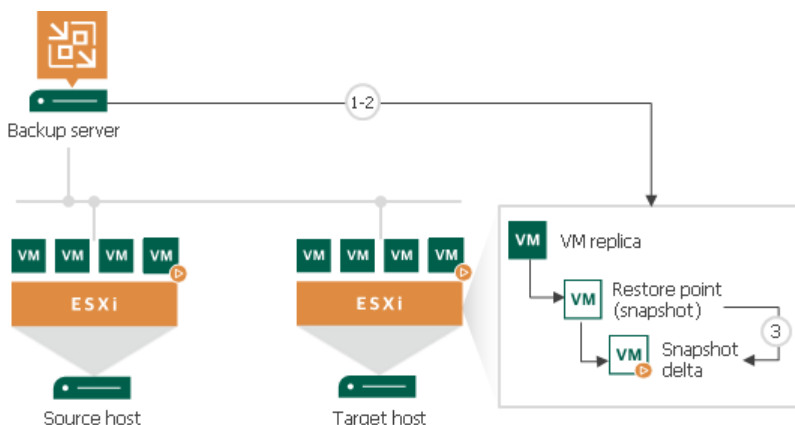 1-2
Backup server
VM VM VM VM
VM VM VM VM
VM
VM replica
ESXi
ESXi
VM
Restore point
(snapshot)
3
VM
Snapshot
delta
Source host
Target host